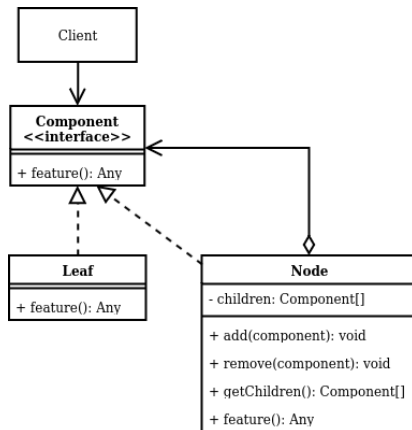 Client
Component
<<interface>>
+ feature(): Any
Leaf
+ feature(): Any
Node
- children: Component[]
+ add(component): void
+ remove(component): void
+ getChildren(): Component[]
+ feature(): Any